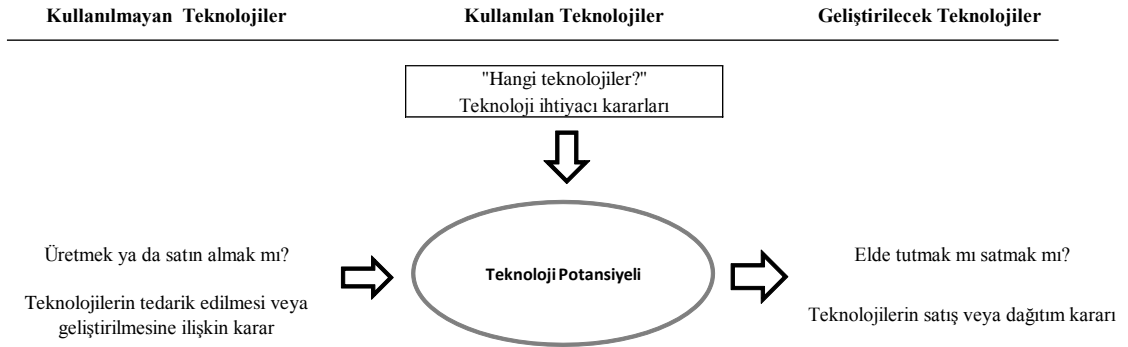 Kullanılmayan Teknolojiler
Kullanılan Teknolojiler
Geliştirilecek Teknolojiler
"Hangi teknolojiler?"
Teknoloji ihtiyacı kararları
Üretmek ya da satın almak mı?
Teknolojilerin tedarik edilmesi veya
geliştirilmesine ilişkin karar
Teknoloji Potansiyeli
Elde tutmak mı satmak mı?
Teknolojilerin satış veya dağıtım kararı